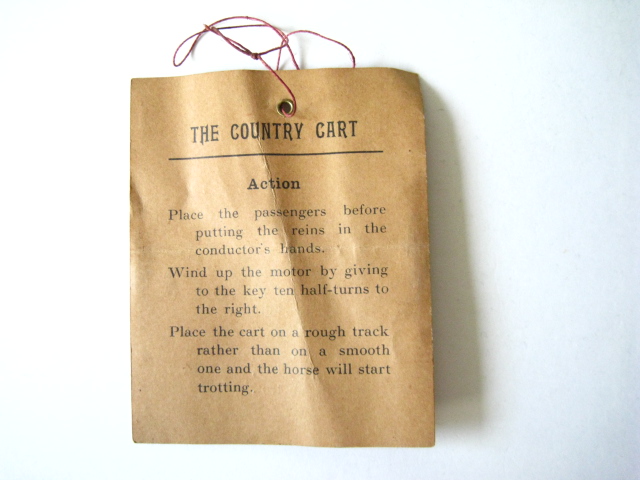 THE COUNTRY CART
Action
Place the passengers before
putting the reins in the
conductor's hands.
Wind up the motor by giving
to the key ten half-turns to
the right.
Place the cart on a rough track
rather than on a smooth
one and the horse will start
trotting.